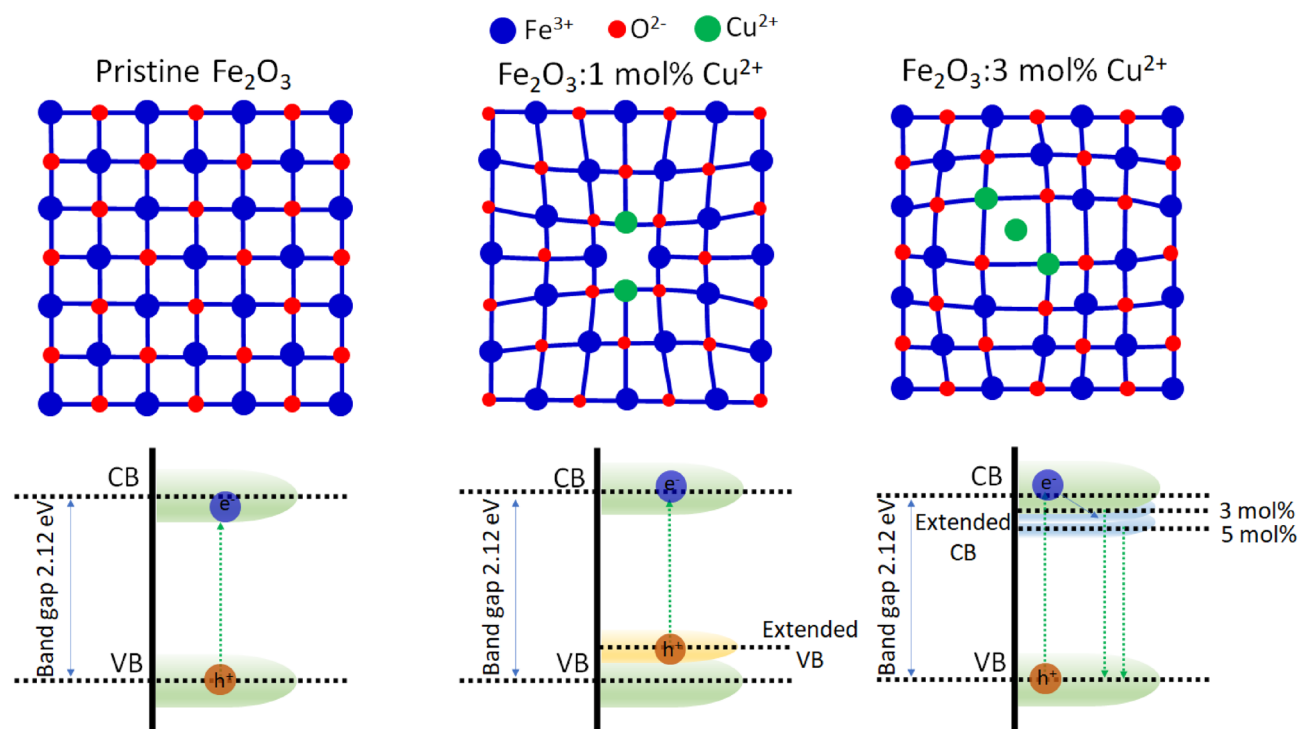 Fe³⁺ O²⁻ Cu²⁺
Pristine Fe₂O₃
Fe₂O₃:1 mol% Cu²⁺
Fe₂O₃:3 mol% Cu²⁺
CB
e⁻
Band gap 2.12 eV
VB
h⁺
CB
e⁻
Band gap 2.12 eV
Extended
VB
VB
h⁺
CB
e⁻
3 mol%
5 mol%
Extended
CB
Band gap 2.12 eV
VB
h⁺